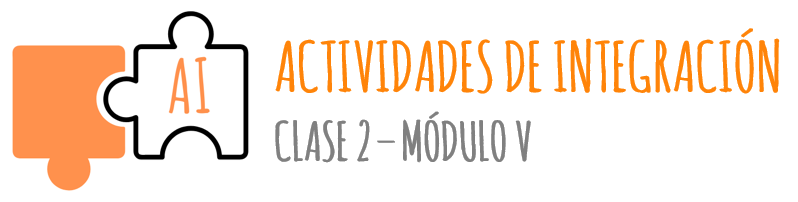 AI
ACTIVIDADES DE INTEGRACIÓN
CLASE 2 – MÓDULO V